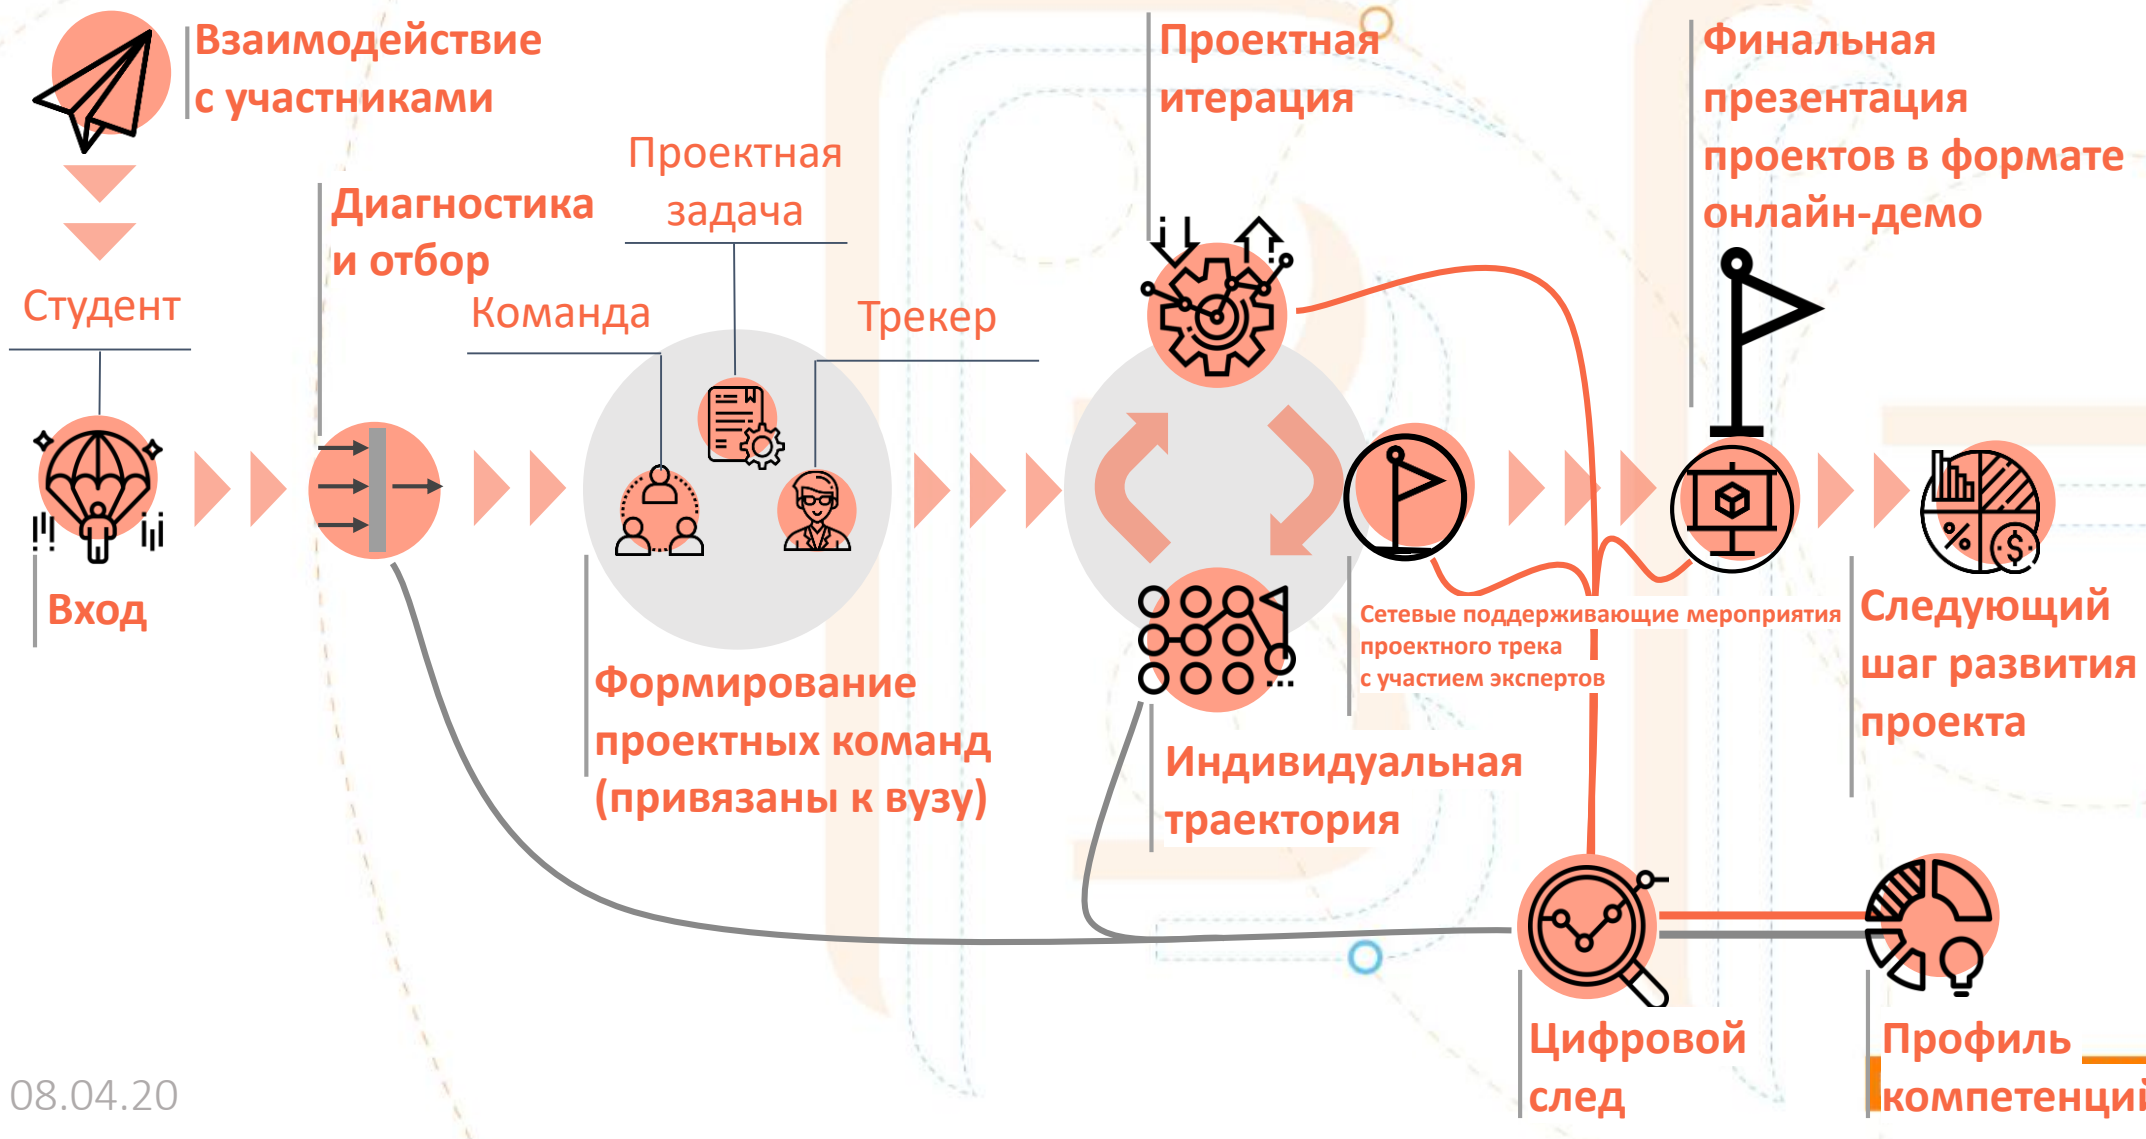 Взаимодействие
с участниками
Студент
Вход
Диагностика
и отбор
Проектная
задача
Команда
Трекер
Формирование
проектных команд
(привязаны к вузу)
Проектная
итерация
Индивидуальная
траектория
Сетевые поддерживающие мероприятия
проектного трека
с участием экспертов
Финальная
презентация
проектов в формате
онлайн-демо
Следующий
шаг развития
проекта
Цифровой
след
Профиль
компетенций
08.04.20